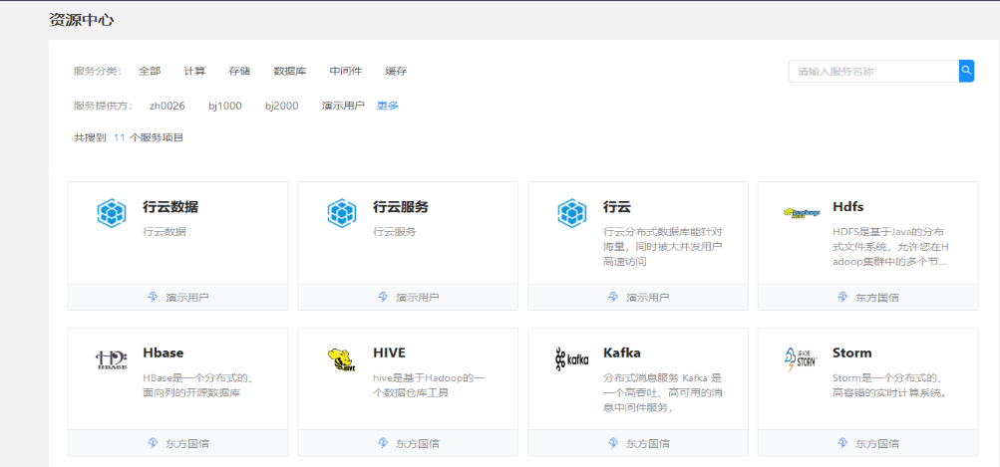 资源中心
服务分类： 全部 计算 存储 数据库 中间件 缓存
请输入服务名称
服务提供方： zh0026 bj1000 bj2000 演示用户 更多
共搜到 11 个服务项目
行云数据
行云数据
演示用户
行云服务
行云服务
演示用户
行云
行云分布式数据库能针对
海量，同时被大并发用户
高速访问
演示用户
Hdfs
HDFS是基于Java的分布
式文件系统，允许您在H
adoop集群中的多个节...
东方国信
HBASE
Hbase
HBase是一个分布式的、
面向列的开源数据库
东方国信
HIVE
HIVE
hive是基于Hadoop的一
个数据仓库工具
东方国信
kafka
Kafka
分布式消息服务 Kafka 是
一个高吞吐、高可用的消
息中间件服务，
东方国信
STORM
Storm
Storm是一个分布式的、
高容错的实时计算系统。
东方国信